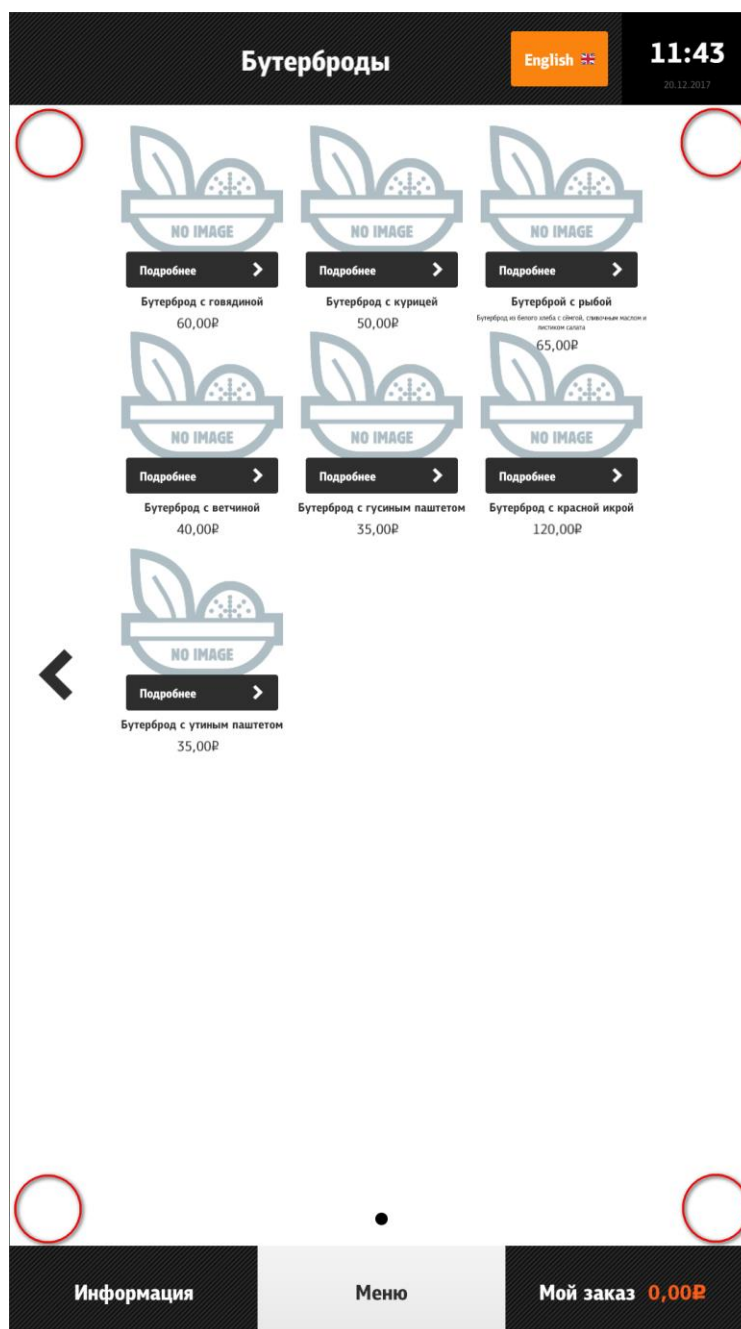 Бутерброды
English
11:43
20.12.2017
NO IMAGE NO IMAGE NO IMAGE
Подробнее Подробнее Подробнее
Бутерброд с говядиной Бутерброд с курицей Бутерброй с рыбой
Бутерброд из белого хлеба с сёмгой, сливочным маслом и
листиком салата
60,00₽ 50,00₽ 65,00₽
NO IMAGE NO IMAGE NO IMAGE
Подробнее Подробнее Подробнее
Бутерброд с ветчиной Бутерброд с гусиным паштетом Бутерброд с красной икрой
40,00₽ 35,00₽ 120,00₽
NO IMAGE
Подробнее
Бутерброд с утиным паштетом
35,00₽
Информация Меню Мой заказ 0,00₽